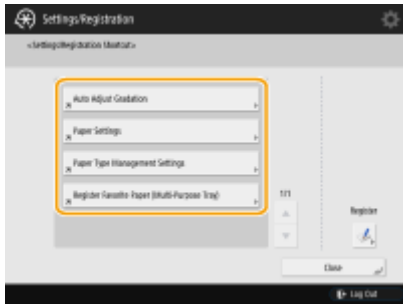 Settings/Registration
<Settings/Registration Shortcut>
Auto Adjust Gradation
Paper Settings
Paper Type Management Settings
Register Favorite Paper (Multi-Purpose Tray)
1/1
Register
Close
Log Out